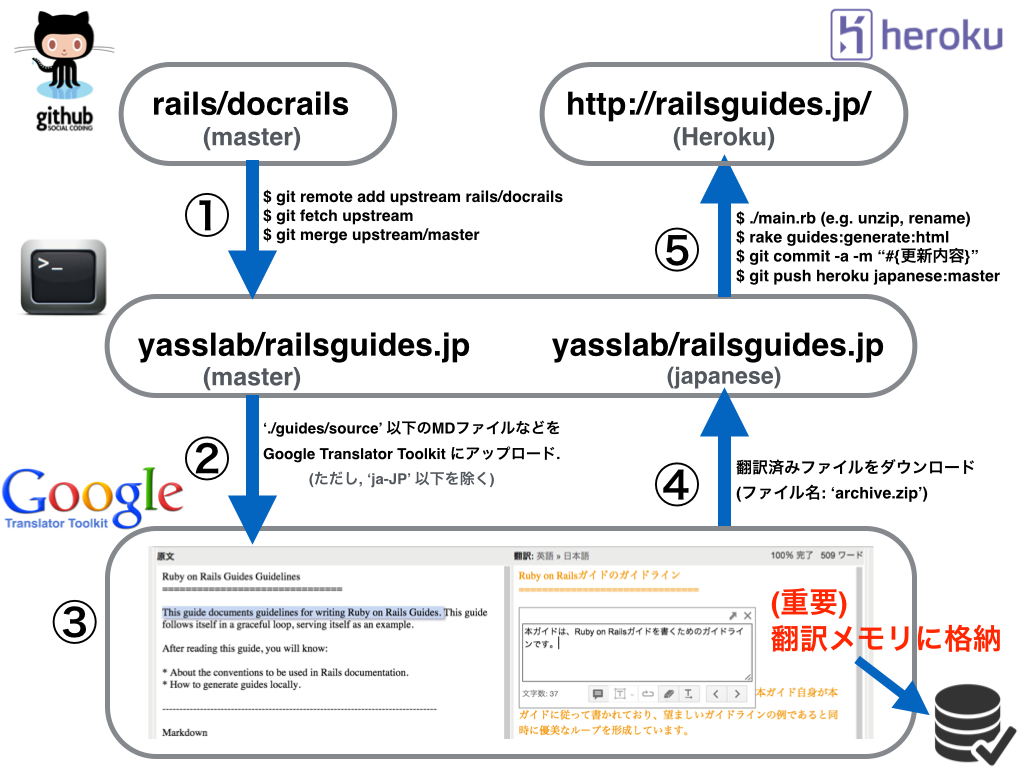 github
SOCIAL CODING
heroku
rails/docrails
(master)
http://railsguides.jp/
(Heroku)
①
$ git remote add upstream rails/docrails
$ git fetch upstream
$ git merge upstream/master
⑤
$ ./main.rb (e.g. unzip, rename)
$ rake guides:generate:html
$ git commit -a -m “#{更新内容}”
$ git push heroku japanese:master
>_
yasslab/railsguides.jp
(master)
yasslab/railsguides.jp
(japanese)
②
‘./guides/source’ 以下のMDファイルなどを
Google Translator Toolkit にアップロード.
(ただし, ‘ja-JP’ 以下を除く)
④
翻訳済みファイルをダウンロード
(ファイル名: ‘archive.zip’)
Google
Translator Toolkit
③
原文
Ruby on Rails Guides Guidelines
===============================
This guide documents guidelines for writing Ruby on Rails Guides. This guide
follows itself in a graceful loop, serving itself as an example.
After reading this guide, you will know:
* About the conventions to be used in Rails documentation.
* How to generate guides locally.
--------------------------------------------------------------------------------
Markdown
翻訳: 英語 » 日本語
100% 完了 509 ワード
Ruby on Railsガイドのガイドライン
===============================
本ガイドは、Ruby on Railsガイドを書くためのガイドライ
ンです。
文字数: 37
本ガイド自身が本
ガイドに従って書かれており、望ましいガイドラインの例であると同
時に優美なループを形成しています。
(重要)
翻訳メモリに格納